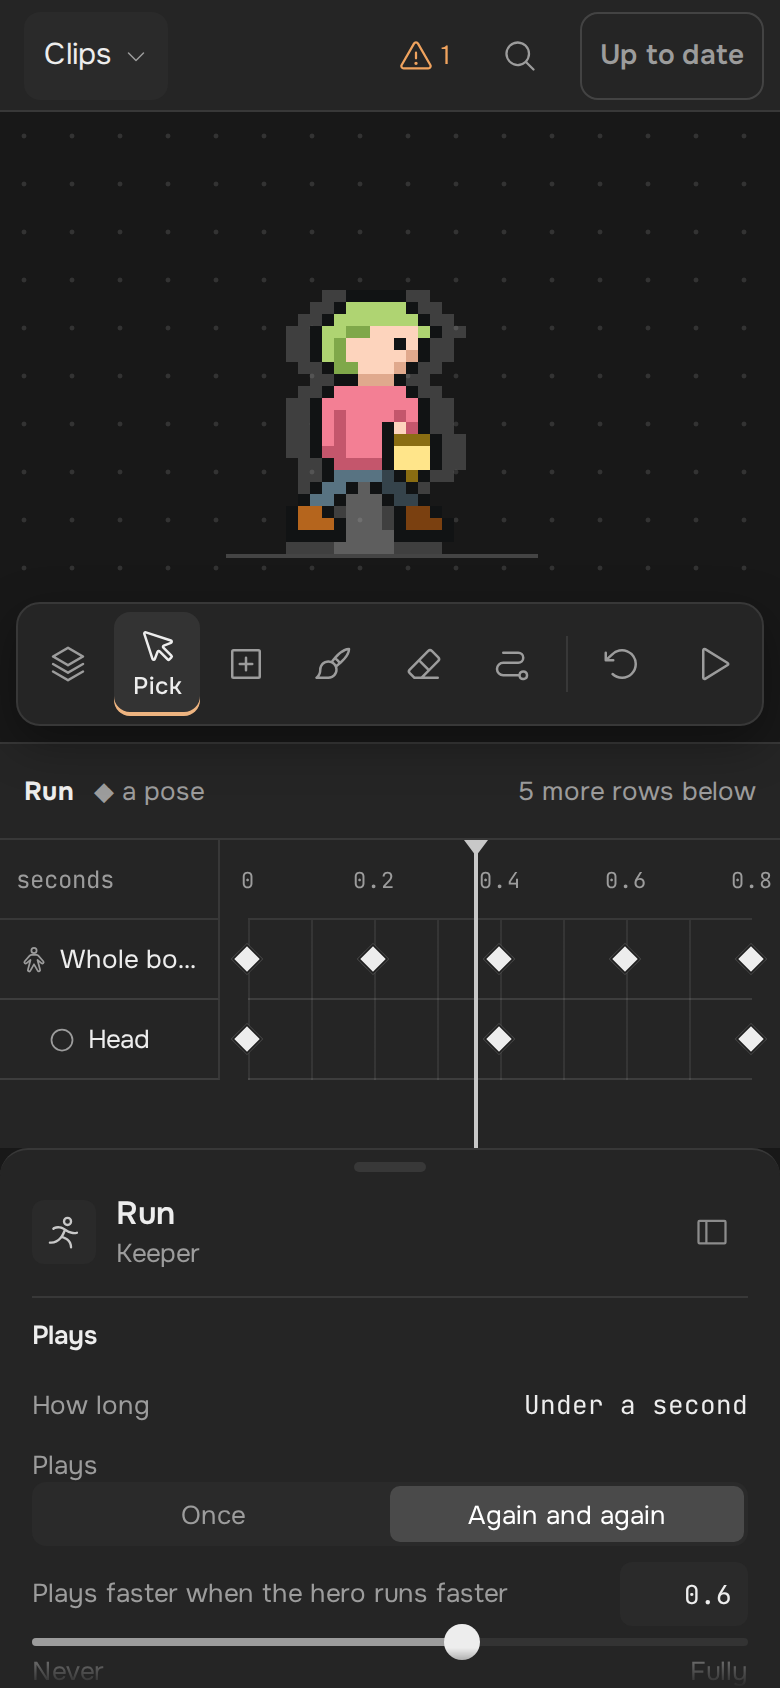 Clips 1 Up to date
Pick
Run a pose 5 more rows below
seconds 0 0.2 0.4 0.6 0.8
Whole bo...
Head
Run
Keeper
Plays
How long Under a second
Plays
Once Again and again
Plays faster when the hero runs faster 0.6
Never Fully